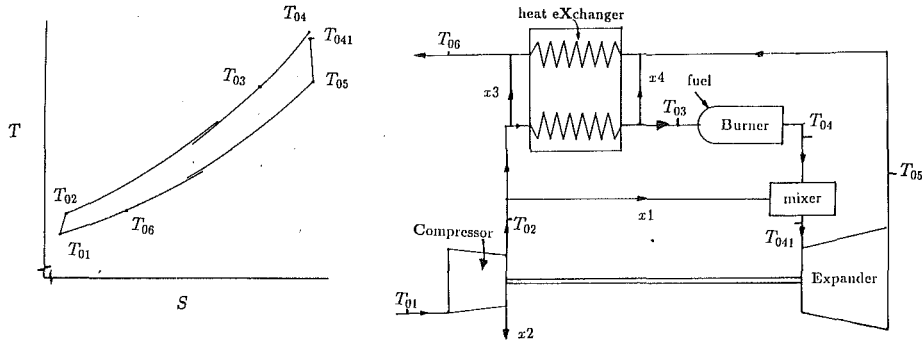 T04
T041
T03
T05
T
T02
T06
T01
S
heat eXchanger
T06
x3
x4
fuel
T03
Burner
T04
T05
mixer
x1
T02
T041
Compressor
Expander
T01
x2